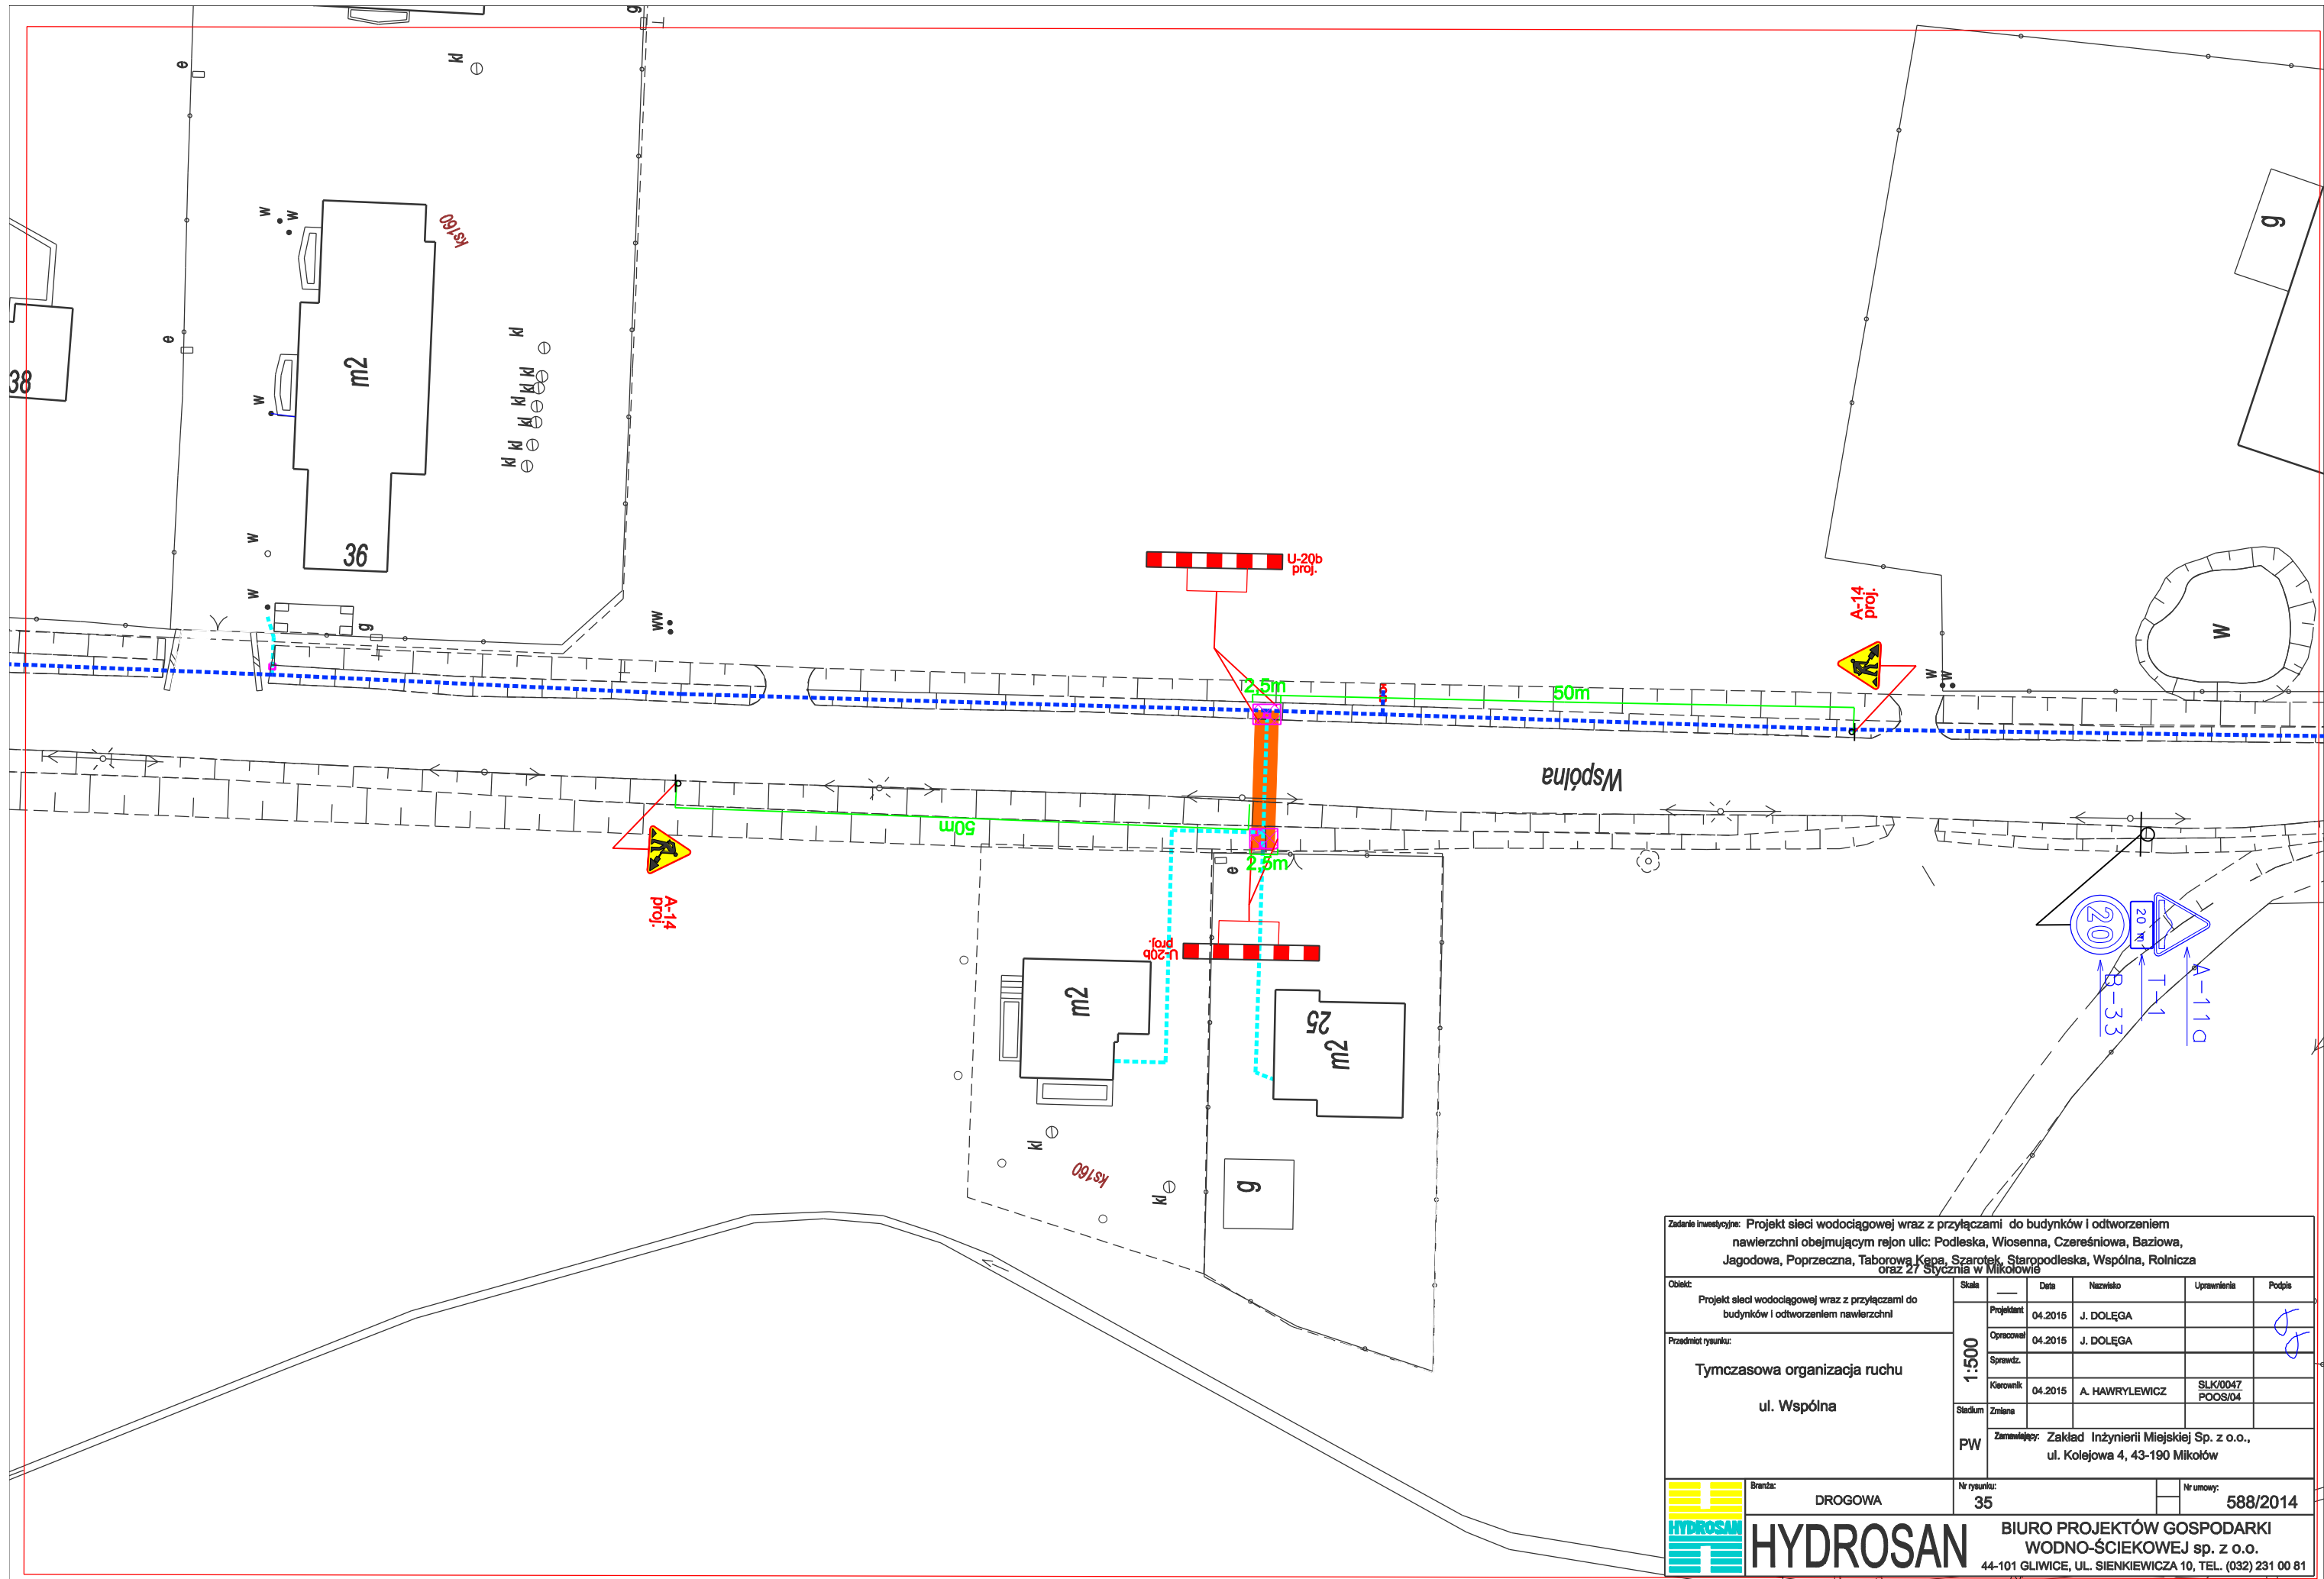 g
e
kl
w
w
ks160
38
e
m2
kl
w
kl
kl
kl
kl
kl
kl
w
36
w
g
ww
U-20b
proj.
A-14
proj.
g
w
w
w
2,5m
50m
Wspólna
50m
2,5m
e
A-14
proj.
U-20b
proj.
m2
25
m2
kl
ks160
kl
g
20
20 m
B-33
T-1
A-11a
Zadanie inwestycyjne: Projekt sieci wodociągowej wraz z przyłączami do budynków i odtworzeniem
nawierzchni obejmującym rejon ulic: Podleska, Wiosenna, Czereśniowa, Baziowa,
Jagodowa, Poprzeczna, Taborowa Kępa, Szarotek, Staropodleska, Wspólna, Rolnicza
oraz 27 Stycznia w Mikołowie
Obiekt:
Projekt sieci wodociągowej wraz z przyłączami do
budynków i odtworzeniem nawierzchni
Przedmiot rysunku:
Tymczasowa organizacja ruchu
ul. Wspólna
Skala
Data
Nazwisko
Uprawnienia
Podpis
1:500
Projektant
04.2015
J. DOLĘGA
Opracował
04.2015
J. DOLĘGA
Sprawdz.
Kierownik
04.2015
A. HAWRYLEWICZ
SLK/0047
POOS/04
Stadium
Zmiana
PW
Zamawiający: Zakład Inżynierii Miejskiej Sp. z o.o.,
ul. Kolejowa 4, 43-190 Mikołów
Branża:
DROGOWA
Nr rysunku:
35
Nr umowy:
588/2014
HYDROSAN
HYDROSAN
BIURO PROJEKTÓW GOSPODARKI
WODNO-ŚCIEKOWEJ sp. z o.o.
44-101 GLIWICE, UL. SIENKIEWICZA 10, TEL. (032) 231 00 81